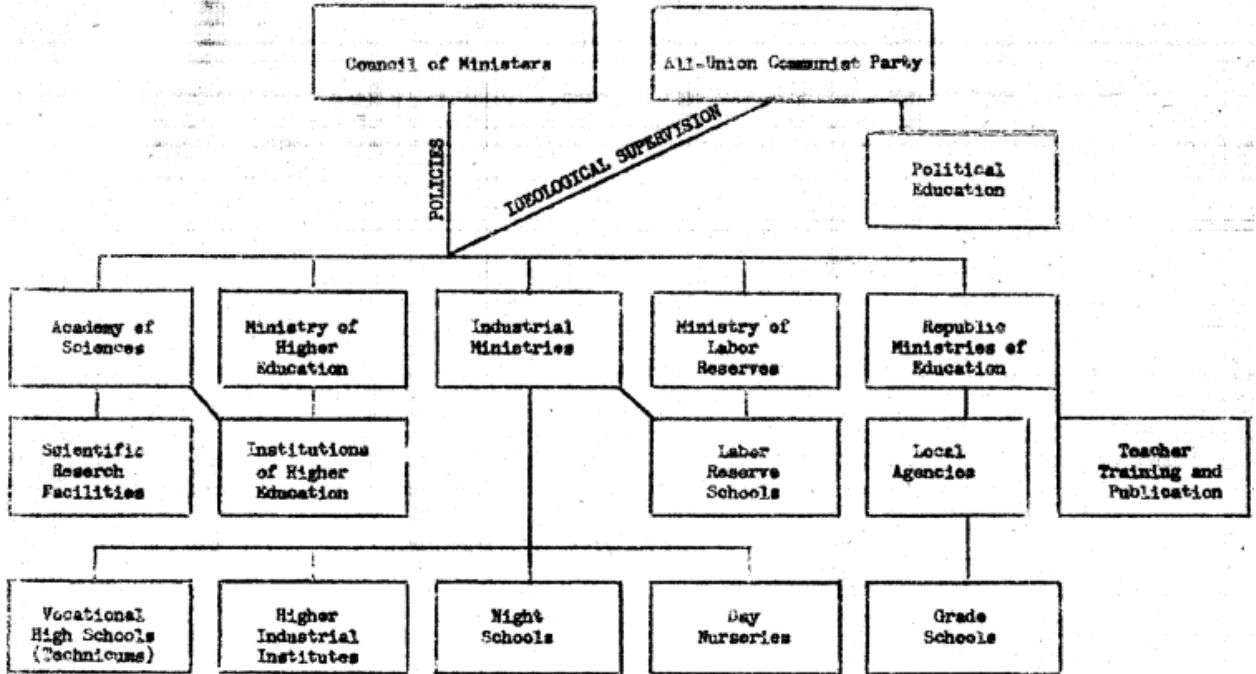 Council of Ministers
All-Union Communist Party
POLICIES
IDEOLOGICAL SUPERVISION
Political
Education
Academy of
Sciences
Ministry of
Higher
Education
Industrial
Ministries
Ministry of
Labor
Reserves
Republic
Ministries of
Education
Scientific
Reserch
Facilities
Institutions
of Higher
Education
Labor
Reserve
Schools
Local
Agencies
Teacher
Training and
Publication
Vocational
High Schools
(Technicums)
Higher
Industrial
Institutes
Night
Schools
Day
Nurseries
Grade
Schools